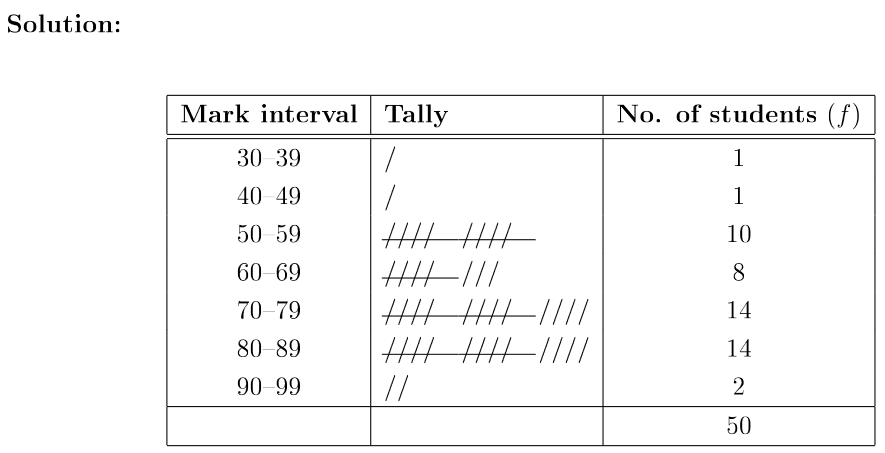 Solution:
Mark interval Tally No. of students (f)
30–39 / 1
40–49 / 1
50–59 //// //// 10
60–69 //// /// 8
70–79 //// //// //// 14
80–89 //// //// //// 14
90–99 // 2
50